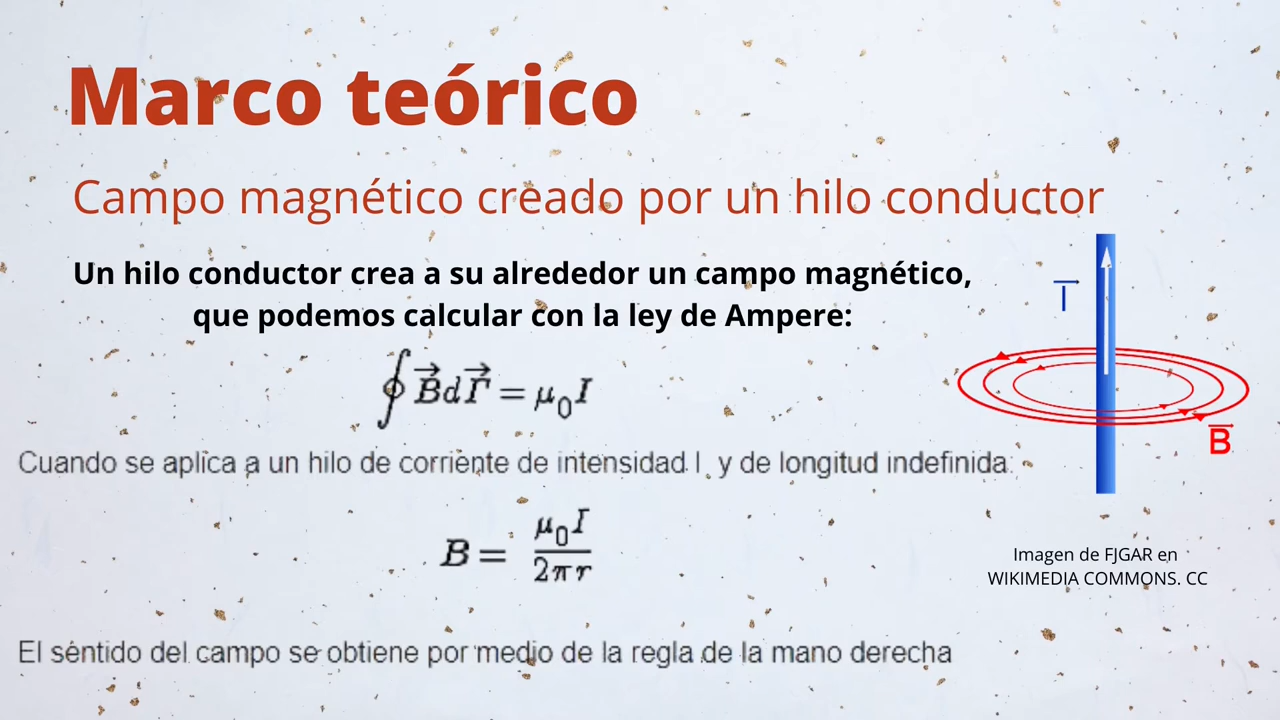 Marco teórico
Campo magnético creado por un hilo conductor
Un hilo conductor crea a su alrededor un campo magnético,
que podemos calcular con la ley de Ampere:
∮B⃗dΓ⃗ = μ₀I
Cuando se aplica a un hilo de corriente de intensidad I, y de longitud indefinida:
B = μ₀I / 2πr
El sentido del campo se obtiene por medio de la regla de la mano derecha
I
B
Imagen de FJGAR en
WIKIMEDIA COMMONS. CC